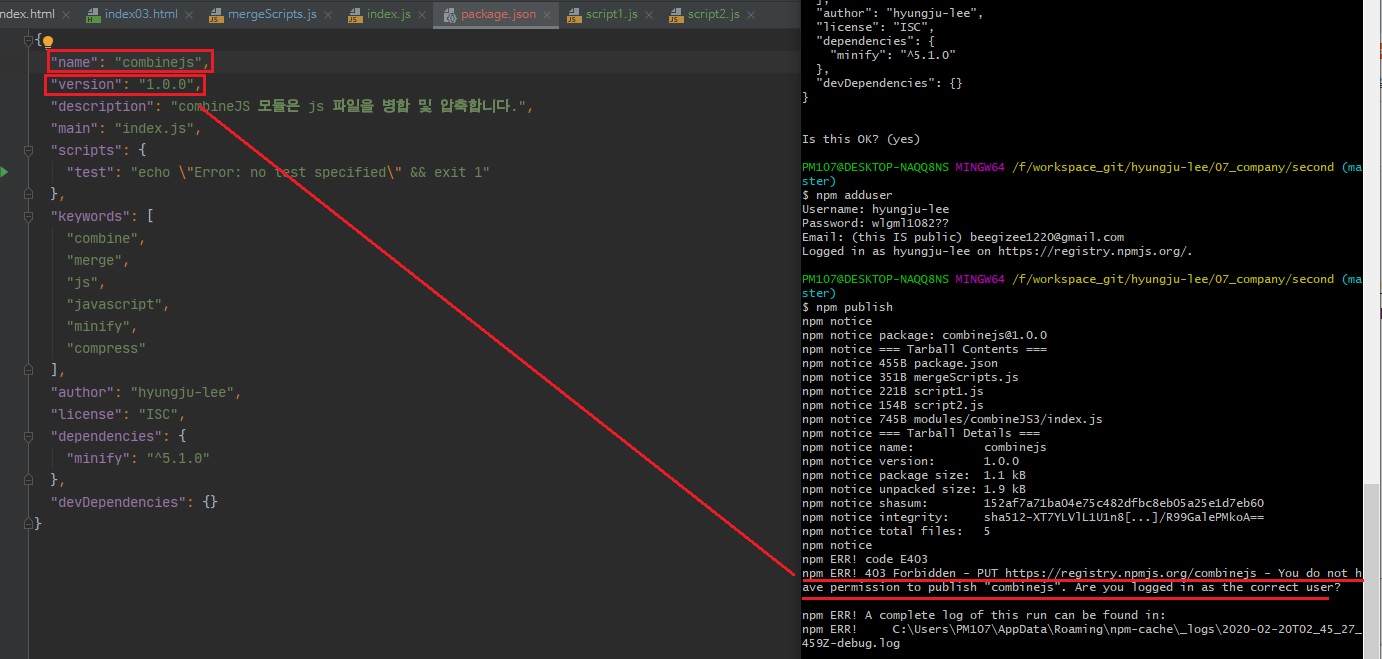 ndex.html
index03.html
mergeScripts.js
index.js
package.json
script1.js
script2.js
{
"name": "combinejs",
"version": "1.0.0",
"description": "combineJS 모듈은 js 파일을 병합 및 압축합니다.",
"main": "index.js",
"scripts": {
"test": "echo \"Error: no test specified\" && exit 1"
},
"keywords": [
"combine",
"merge",
"js",
"javascript",
"minify",
"compress"
],
"author": "hyungju-lee",
"license": "ISC",
"dependencies": {
"minify": "^5.1.0"
},
"devDependencies": {}
}
],
"author": "hyungju-lee",
"license": "ISC",
"dependencies": {
"minify": "^5.1.0"
},
"devDependencies": {}
}
Is this OK? (yes)
PM107@DESKTOP-NAQQ8NS MINGW64 /f/workspace_git/hyungju-lee/07_company/second (ma
ster)
$ npm adduser
Username: hyungju-lee
Password: wlgml1082??
Email: (this IS public) beegizee1220@gmail.com
Logged in as hyungju-lee on https://registry.npmjs.org/.
PM107@DESKTOP-NAQQ8NS MINGW64 /f/workspace_git/hyungju-lee/07_company/second (ma
ster)
$ npm publish
npm notice
npm notice package: combinejs@1.0.0
npm notice === Tarball Contents ===
npm notice 455B package.json
npm notice 351B mergeScripts.js
npm notice 221B script1.js
npm notice 154B script2.js
npm notice 745B modules/combineJS3/index.js
npm notice === Tarball Details ===
npm notice name: combinejs
npm notice version: 1.0.0
npm notice package size: 1.1 kB
npm notice unpacked size: 1.9 kB
npm notice shasum: 152af7a71ba04e75c482dfbc8eb05a25e1d7eb60
npm notice integrity: sha512-XT7YLVlL1U1n8[...]/R99GalePMkoA==
npm notice total files: 5
npm notice
npm ERR! code E403
npm ERR! 403 Forbidden - PUT https://registry.npmjs.org/combinejs - You do not h
ave permission to publish "combinejs". Are you logged in as the correct user?
npm ERR! A complete log of this run can be found in:
npm ERR! C:\Users\PM107\AppData\Roaming\npm-cache\_logs\2020-02-20T02_45_27_
459Z-debug.log